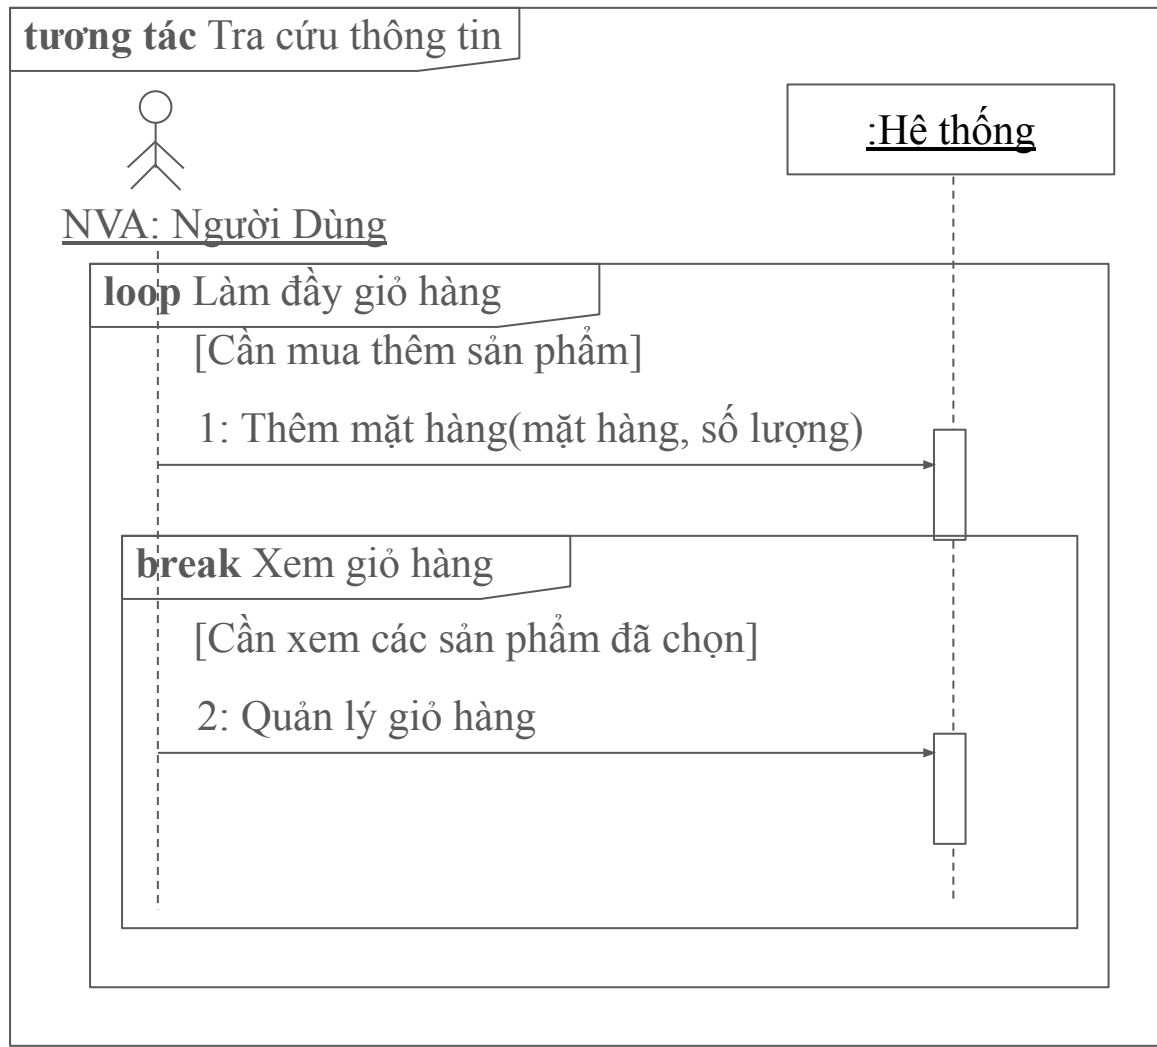 tương tác Tra cứu thông tin
:Hê thống
NVA: Người Dùng
loop Làm đầy giỏ hàng
[Cần mua thêm sản phẩm]
1: Thêm mặt hàng(mặt hàng, số lượng)
break Xem giỏ hàng
[Cần xem các sản phẩm đã chọn]
2: Quản lý giỏ hàng